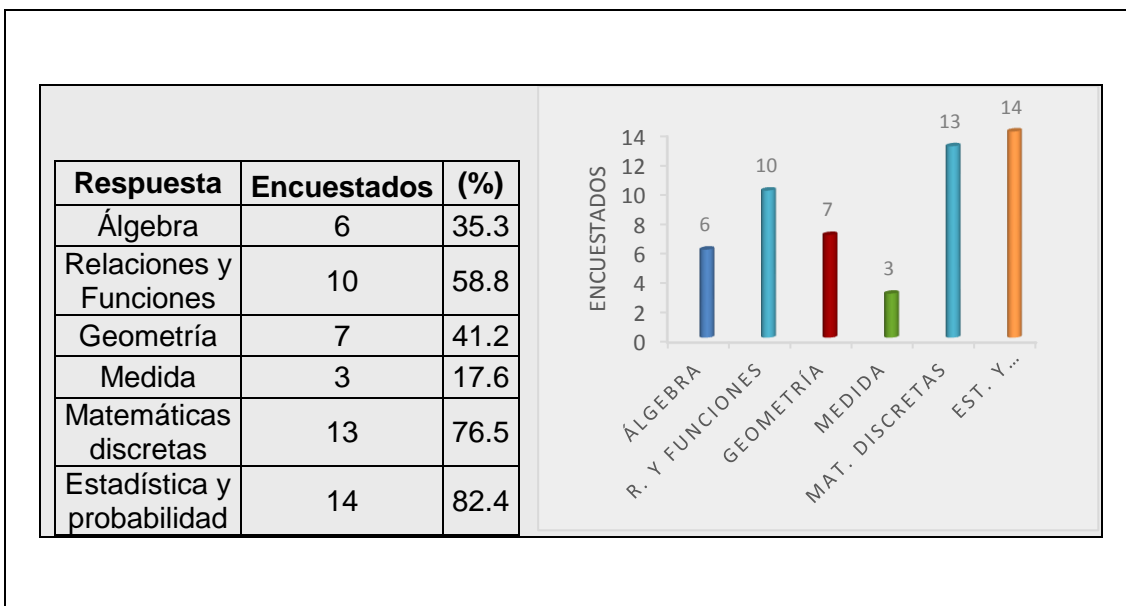 Respuesta Encuestados (%)
Álgebra 6 35.3
Relaciones y
Funciones 10 58.8
Geometría 7 41.2
Medida 3 17.6
Matemáticas
discretas 13 76.5
Estadística y
probabilidad 14 82.4
ENCUESTADOS
14
12
10
8
6
4
2
0
6
10
7
3
13
14
ÁLGEBRA
R. Y FUNCIONES
GEOMETRÍA
MEDIDA
MAT. DISCRETAS
EST. Y...